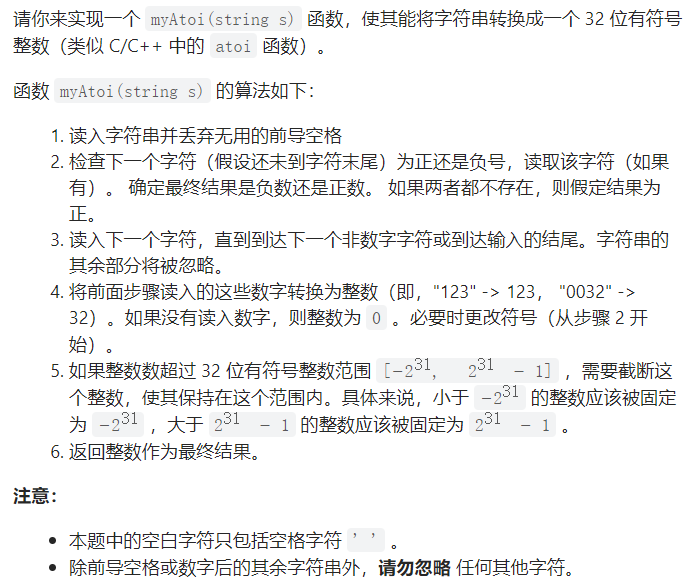 请你来实现一个 myAtoi(string s) 函数，使其能将字符串转换成一个 32 位有符号
整数（类似 C/C++ 中的 atoi 函数）。
函数 myAtoi(string s) 的算法如下：
1. 读入字符串并丢弃无用的前导空格
2. 检查下一个字符（假设还未到字符末尾）为正还是负号，读取该字符（如果
有）。 确定最终结果是负数还是正数。 如果两者都不存在，则假定结果为
正。
3. 读入下一个字符，直到到达下一个非数字字符或到达输入的结尾。字符串的
其余部分将被忽略。
4. 将前面步骤读入的这些数字转换为整数（即，"123" -> 123， "0032" ->
32）。如果没有读入数字，则整数为 0 。必要时更改符号（从步骤 2 开
始）。
5. 如果整数数超过 32 位有符号整数范围 [−2³¹, 2³¹ − 1] ，需要截断这
个整数，使其保持在这个范围内。具体来说，小于 −2³¹ 的整数应该被固定
为 −2³¹ ，大于 2³¹ − 1 的整数应该被固定为 2³¹ − 1 。
6. 返回整数作为最终结果。
注意：
• 本题中的空白字符只包括空格字符 ' ' 。
• 除前导空格或数字后的其余字符串外，请勿忽略 任何其他字符。